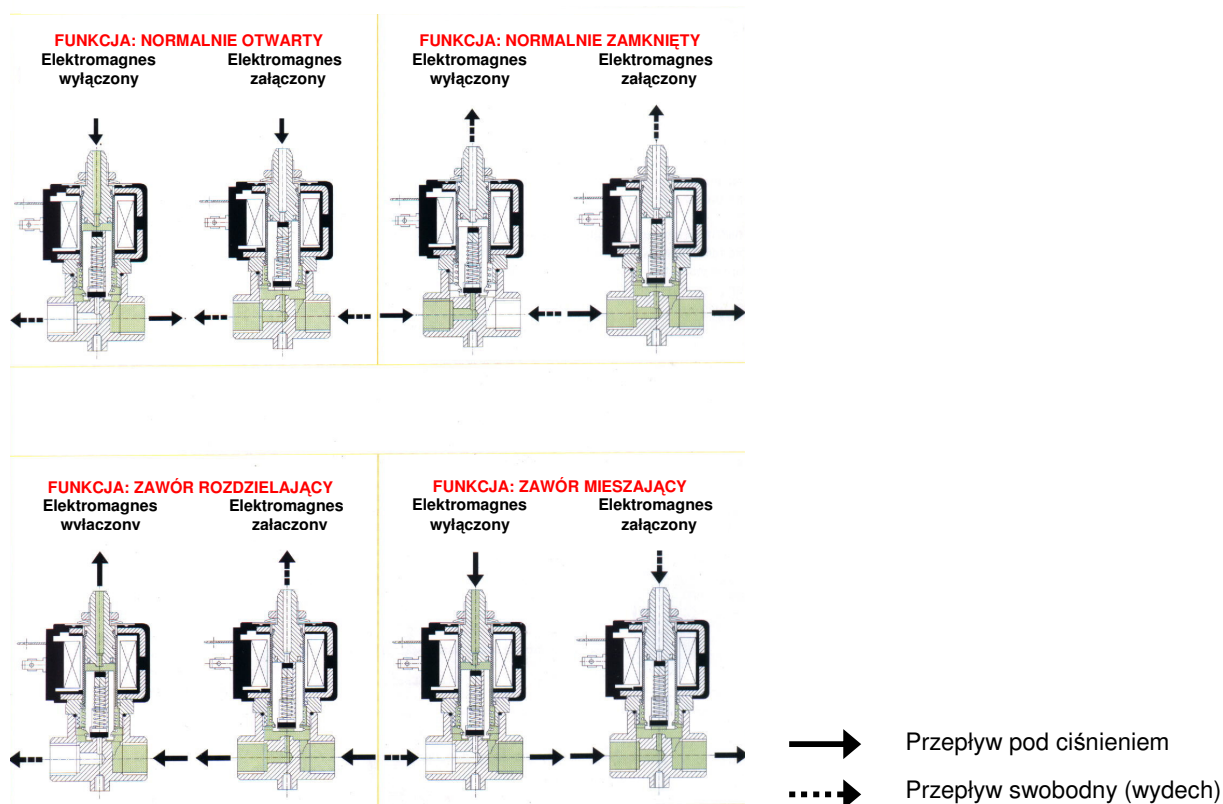 FUNKCJA: NORMALNIE OTWARTY
Elektromagnes
wyłączony
Elektromagnes
załączony
FUNKCJA: NORMALNIE ZAMKNIĘTY
Elektromagnes
wyłączony
Elektromagnes
załączony
FUNKCJA: ZAWÓR ROZDZIELAJĄCY
Elektromagnes
wyłączony
Elektromagnes
załączony
FUNKCJA: ZAWÓR MIESZAJĄCY
Elektromagnes
wyłączony
Elektromagnes
załączony
Przepływ pod ciśnieniem
Przepływ swobodny (wydech)